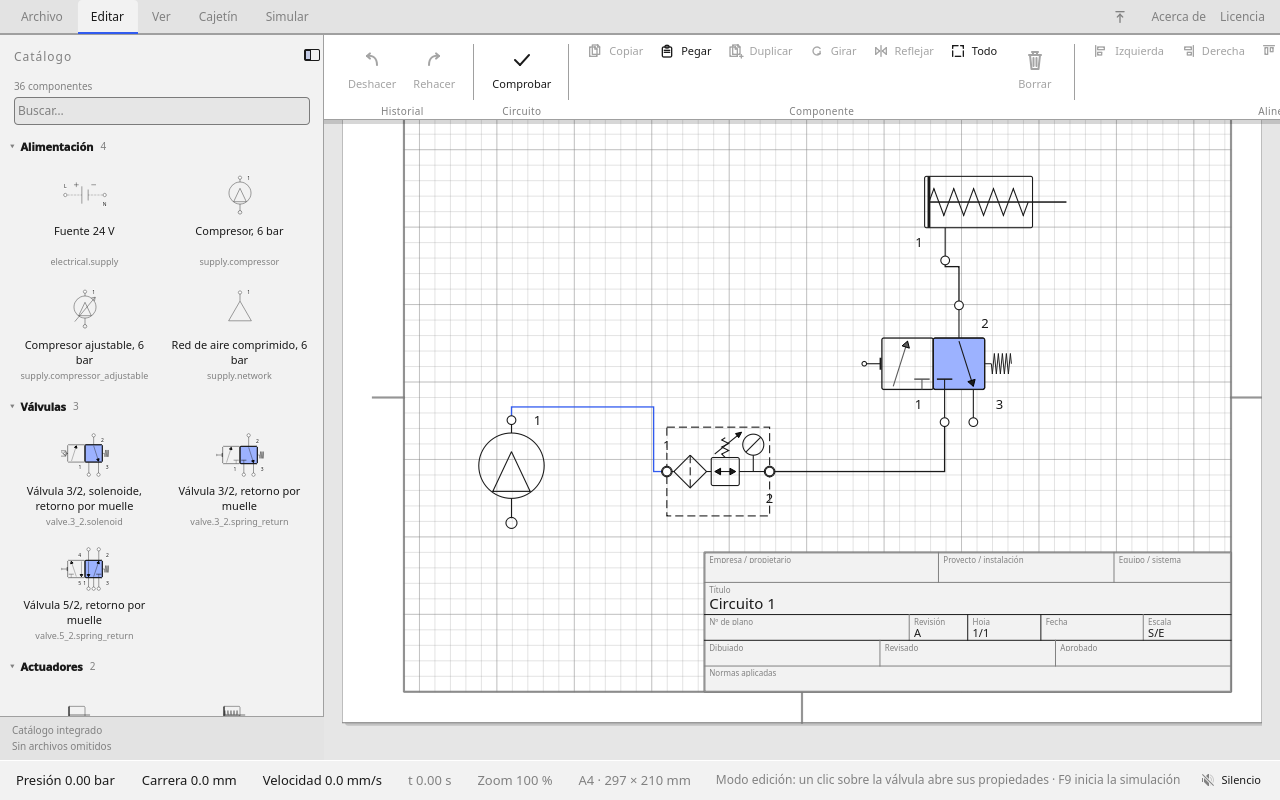 Archivo
Editar
Ver
Cajetín
Simular
Acerca de
Licencia
Catálogo
36 componentes
Buscar...
Alimentación 4
Fuente 24 V
electrical.supply
Compresor, 6 bar
supply.compressor
Compresor ajustable, 6
bar
supply.compressor_adjustable
Red de aire comprimido, 6
bar
supply.network
Válvulas 3
Válvula 3/2, solenoide,
retorno por muelle
valve.3_2.solenoid
Válvula 3/2, retorno por
muelle
valve.3_2.spring_return
Válvula 5/2, retorno por
muelle
valve.5_2.spring_return
Actuadores 2
Catálogo integrado
Sin archivos omitidos
Deshacer
Rehacer
Historial
Comprobar
Circuito
Copiar
Pegar
Duplicar
Girar
Reflejar
Todo
Borrar
Componente
Izquierda
Derecha
Aline
1
2
1
3
1
1
2
Empresa / propietario
Proyecto / instalación
Equipo / sistema
Título
Circuito 1
Nº de plano
Revisión
A
Hoja
1/1
Fecha
Escala
S/E
Dibujado
Revisado
Aprobado
Normas aplicadas
Presión 0.00 bar
Carrera 0.0 mm
Velocidad 0.0 mm/s
t 0.00 s
Zoom 100 %
A4 · 297 × 210 mm
Modo edición: un clic sobre la válvula abre sus propiedades · F9 inicia la simulación
Silencio